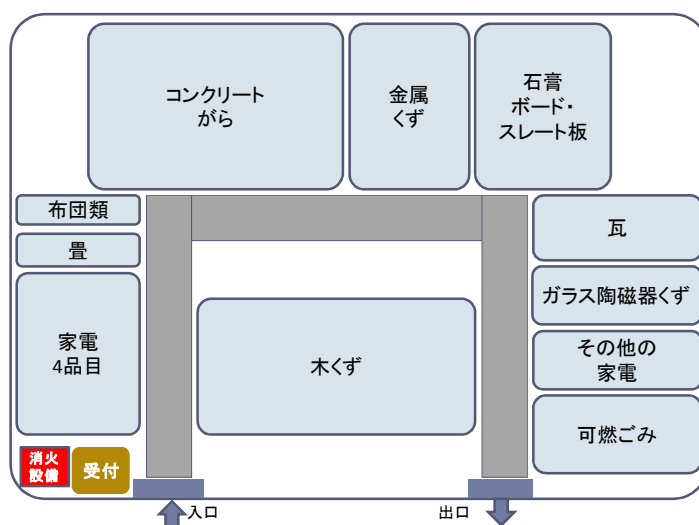 コンクリート
がら
金属
くず
石膏
ボード・
スレート板
布団類
畳
家電
4品目
木くず
瓦
ガラス陶磁器くず
その他の
家電
可燃ごみ
消火
設備
受付
入口
出口